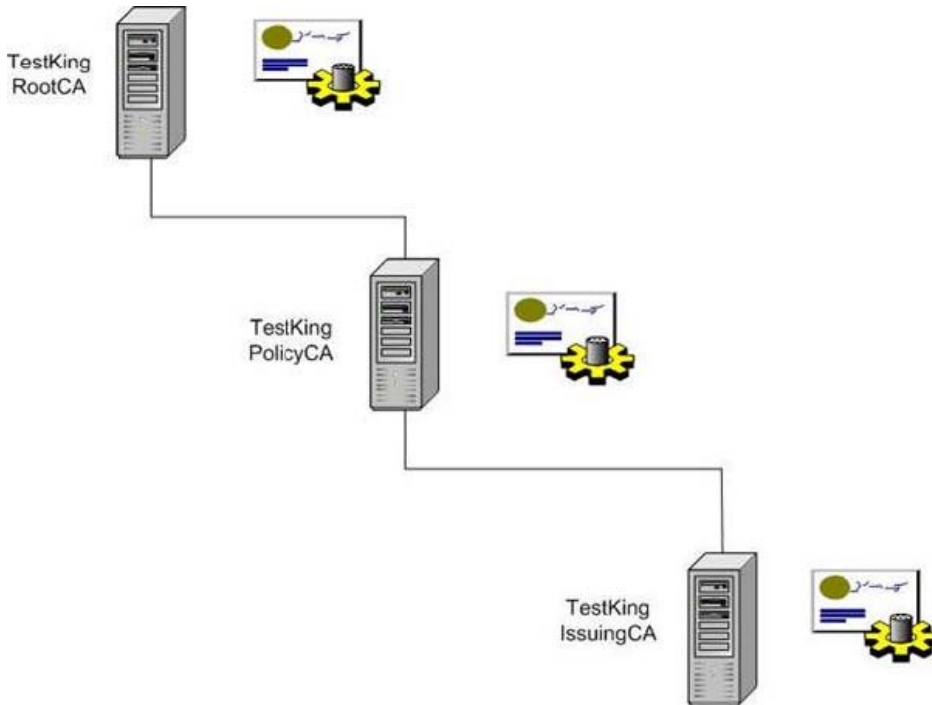 TestKing
RootCA
TestKing
PolicyCA
TestKing
IssuingCA